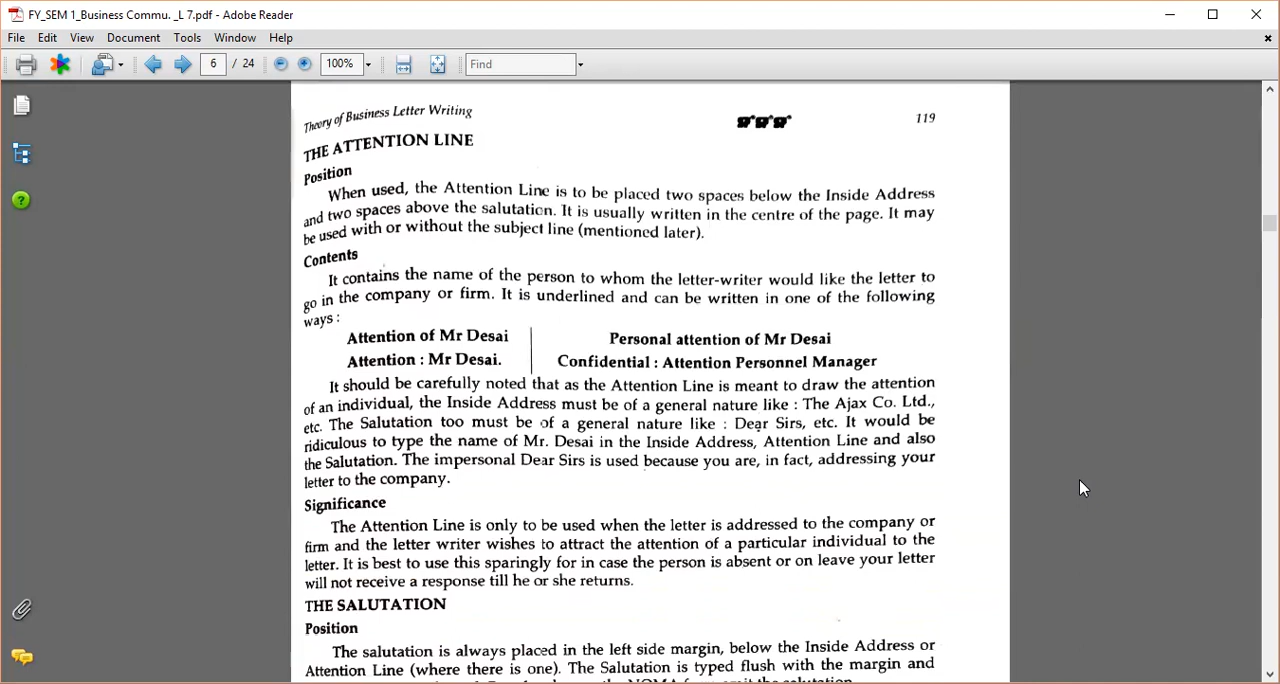 FY_SEM 1_Business Commu. _L 7.pdf - Adobe Reader
File Edit View Document Tools Window Help
6 / 24 100% Find
Theory of Business Letter Writing 119
THE ATTENTION LINE
Position
When used, the Attention Line is to be placed two spaces below the Inside Address
and two spaces above the salutation. It is usually written in the centre of the page. It may
be used with or without the subject line (mentioned later).
Contents
It contains the name of the person to whom the letter-writer would like the letter to
go in the company or firm. It is underlined and can be written in one of the following
ways :
Attention of Mr Desai Personal attention of Mr Desai
Attention : Mr Desai. Confidential : Attention Personnel Manager
It should be carefully noted that as the Attention Line is meant to draw the attention
of an individual, the Inside Address must be of a general nature like : The Ajax Co. Ltd.,
etc. The Salutation too must be of a general nature like : Dear Sirs, etc. It would be
ridiculous to type the name of Mr. Desai in the Inside Address, Attention Line and also
the Salutation. The impersonal Dear Sirs is used because you are, in fact, addressing your
letter to the company.
Significance
The Attention Line is only to be used when the letter is addressed to the company or
firm and the letter writer wishes to attract the attention of a particular individual to the
letter. It is best to use this sparingly for in case the person is absent or on leave your letter
will not receive a response till he or she returns.
THE SALUTATION
Position
The salutation is always placed in the left side margin, below the Inside Address or
Attention Line (where there is one). The Salutation is typed flush with the margin and